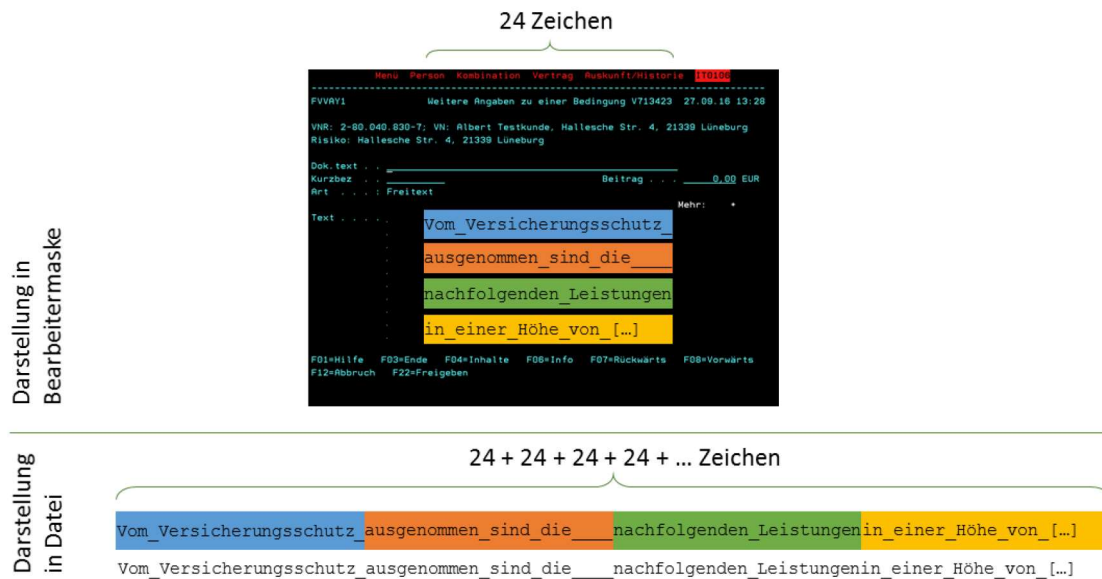 24 Zeichen
Menü Person Kombination Vertrag Auskunft/Historie IT0106
FVVAY1 Weitere Angaben zu einer Bedingung V713423 27.09.16 13:28
VNR: 2-80.040.830-7; VN: Albert Testkunde, Hallesche Str. 4, 21339 Lüneburg
Risiko: Hallesche Str. 4, 21339 Lüneburg
Dok.text . .
Kurzbez . . Beitrag . . . 0,00 EUR
Art . . . : Freitext
Mehr: +
Text . . . . .
Vom_Versicherungsschutz_
ausgenommen_sind_die____
nachfolgenden_Leistungen
in_einer_Höhe_von_[…]
F01=Hilfe F03=Ende F04=Inhalte F06=Info F07=Rückwärts F08=Vorwärts
F12=Abbruch F22=Freigeben
Darstellung in
Bearbeitermaske
24 + 24 + 24 + 24 + … Zeichen
Darstellung
in Datei
Vom_Versicherungsschutz_ausgenommen_sind_die____nachfolgenden_Leistungenin_einer_Höhe_von_[…]
Vom_Versicherungsschutz_ausgenommen_sind_die____nachfolgenden_Leistungenin_einer_Höhe_von_[…]